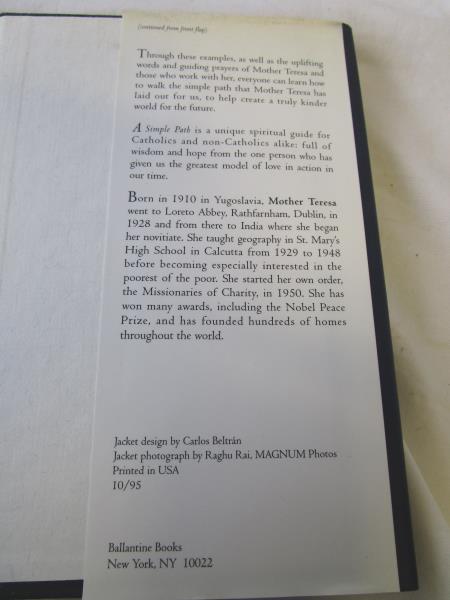 (continued from front flap)
Through these examples, as well as the uplifting
words and guiding prayers of Mother Teresa and
those who work with her, everyone can learn how
to walk the simple path that Mother Teresa has
laid out for us, to help create a truly kinder
world for the future.
A Simple Path is a unique spiritual guide for
Catholics and non-Catholics alike: full of
wisdom and hope from the one person who has
given us the greatest model of love in action in
our time.
Born in 1910 in Yugoslavia, Mother Teresa
went to Loreto Abbey, Rathfarnham, Dublin, in
1928 and from there to India where she began
her novitiate. She taught geography in St. Mary's
High School in Calcutta from 1929 to 1948
before becoming especially interested in the
poorest of the poor. She started her own order,
the Missionaries of Charity, in 1950. She has
won many awards, including the Nobel Peace
Prize, and has founded hundreds of homes
throughout the world.
Jacket design by Carlos Beltrán
Jacket photograph by Raghu Rai, MAGNUM Photos
Printed in USA
10/95
Ballantine Books
New York, NY 10022